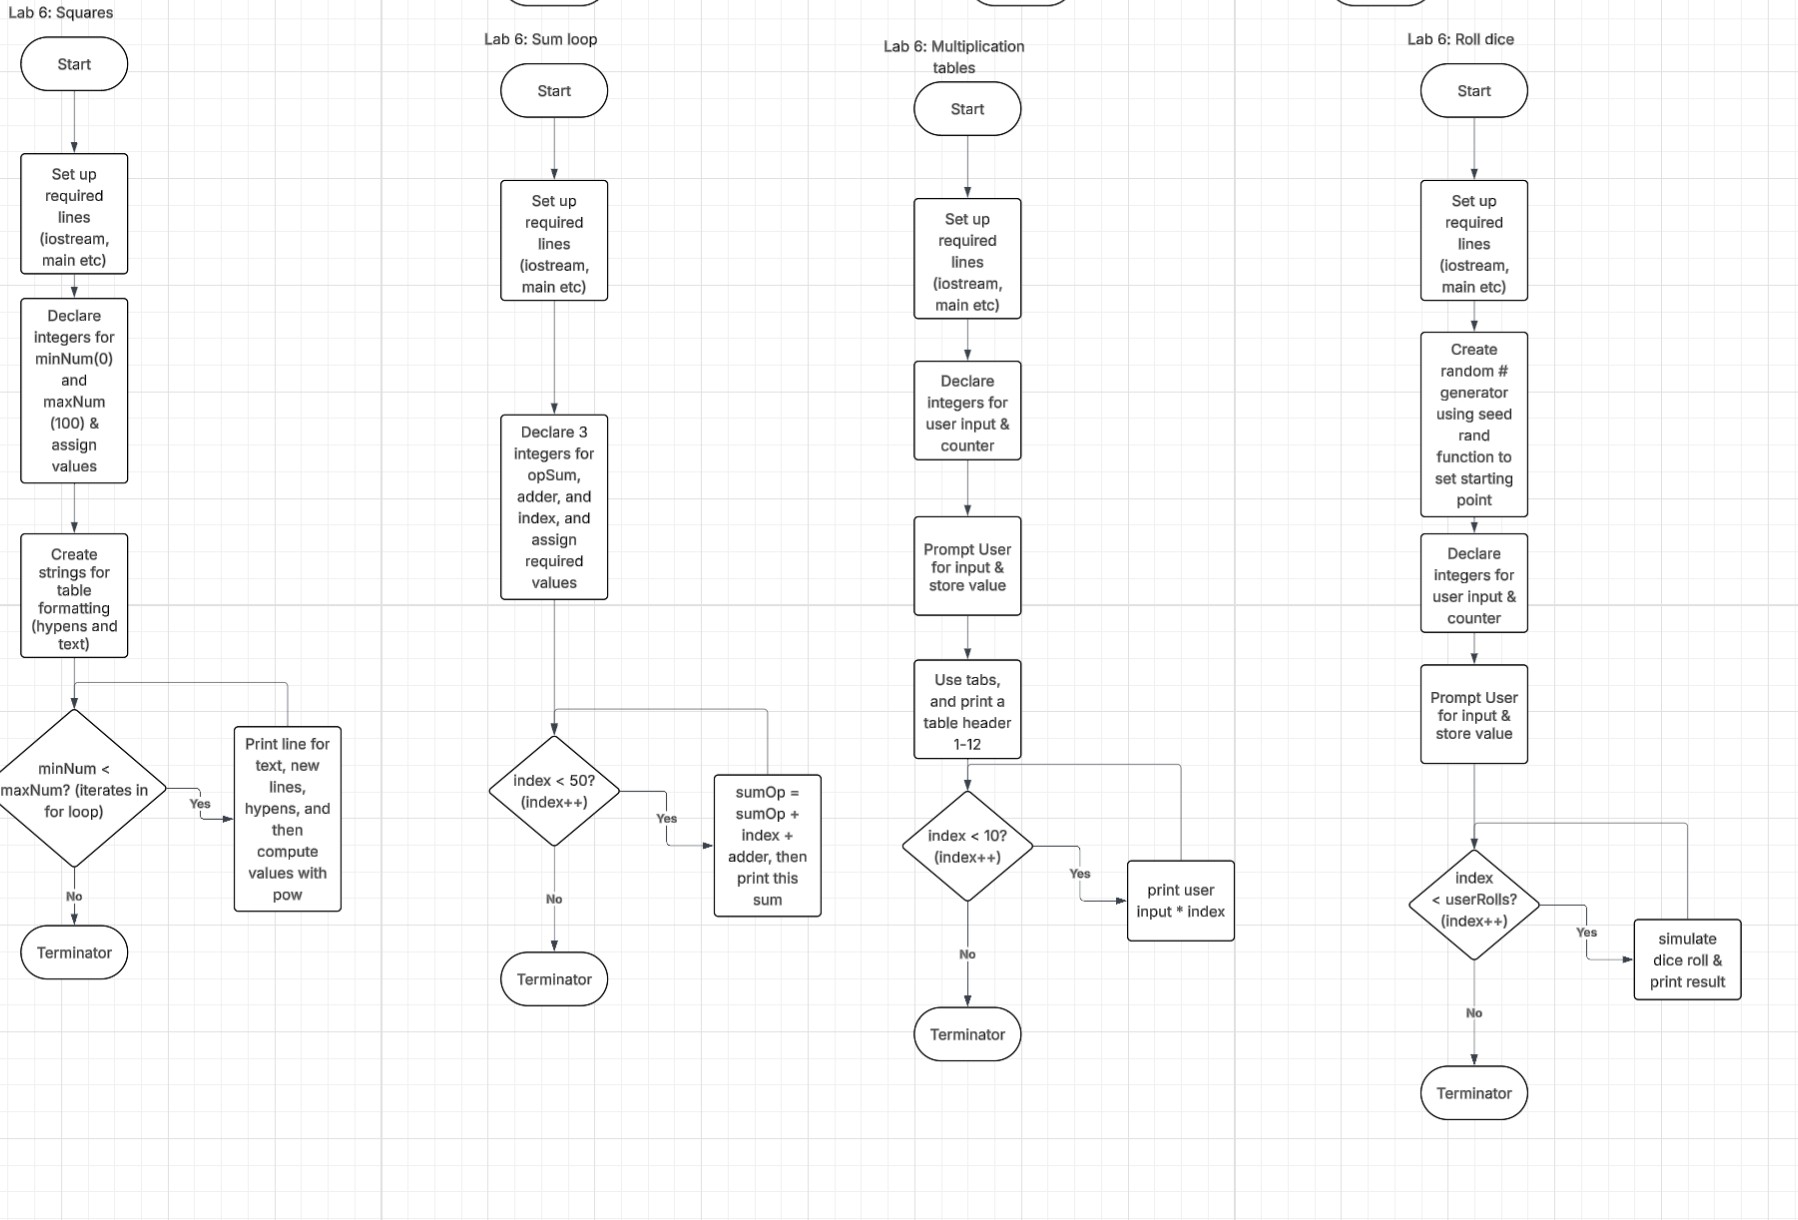 Lab 6: Squares
Start
Set up
required
lines
(iostream,
main etc)
Declare
integers for
minNum(0)
and
maxNum
(100) &
assign
values
Create
strings for
table
formatting
(hypens and
text)
minNum <
maxNum? (iterates in
for loop)
Yes
Print line for
text, new
lines,
hypens, and
then
compute
values with
pow
No
Terminator
Lab 6: Sum loop
Start
Set up
required
lines
(iostream,
main etc)
Declare 3
integers for
opSum,
adder, and
index, and
assign
required
values
index < 50?
(index++)
Yes
sumOp =
sumOp +
index +
adder, then
print this
sum
No
Terminator
Lab 6: Multiplication
tables
Start
Set up
required
lines
(iostream,
main etc)
Declare
integers for
user input &
counter
Prompt User
for input &
store value
Use tabs,
and print a
table header
1-12
index < 10?
(index++)
Yes
print user
input * index
No
Terminator
Lab 6: Roll dice
Start
Set up
required
lines
(iostream,
main etc)
Create
random #
generator
using seed
rand
function to
set starting
point
Declare
integers for
user input &
counter
Prompt User
for input &
store value
index
< userRolls?
(index++)
Yes
simulate
dice roll &
print result
No
Terminator